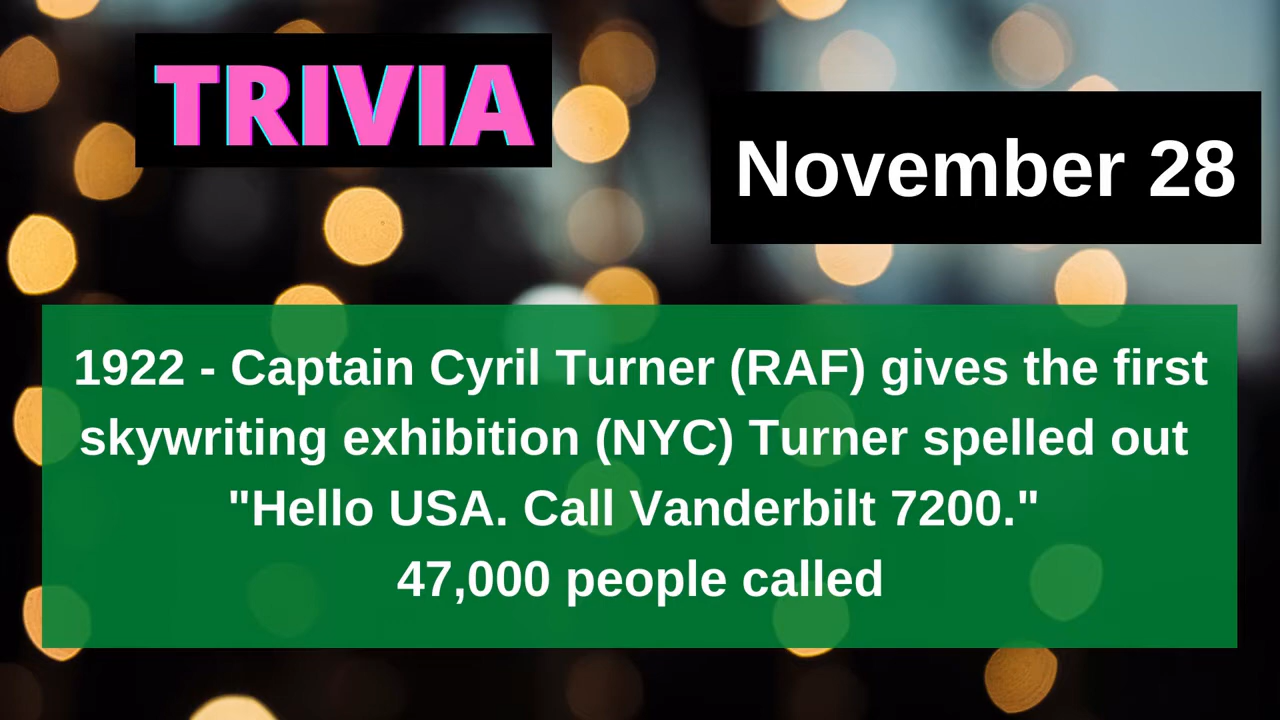 TRIVIA
November 28
1922 - Captain Cyril Turner (RAF) gives the first
skywriting exhibition (NYC) Turner spelled out
"Hello USA. Call Vanderbilt 7200."
47,000 people called